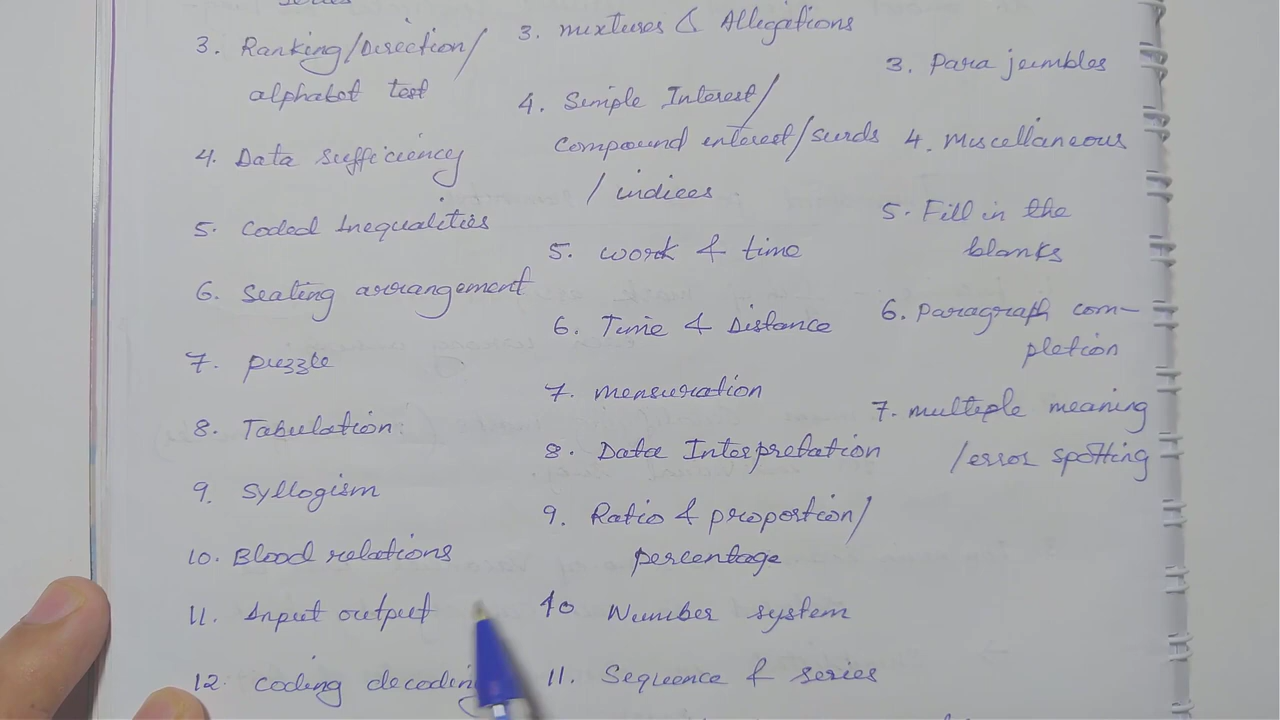 3. Ranking/Direction/
alphabet test
4. Data sufficiency
5. Coded Inequalities
6. Seating arrangement
7. puzzle
8. Tabulation
9. Syllogism
10. Blood relations
11. Input output
12. coding decoding
3. mixtures & Allegations
4. Simple Interest/
Compound interest/surds
/ indices
5. work & time
6. Time & Distance
7. mensuration
8. Data Interpretation
9. Ratio & proportion/
percentage
10 Number system
11. Sequence & series
3. Para jumbles
4. Miscellaneous
5. Fill in the
blanks
6. Paragraph com-
pletion
7. multiple meaning
/error spotting